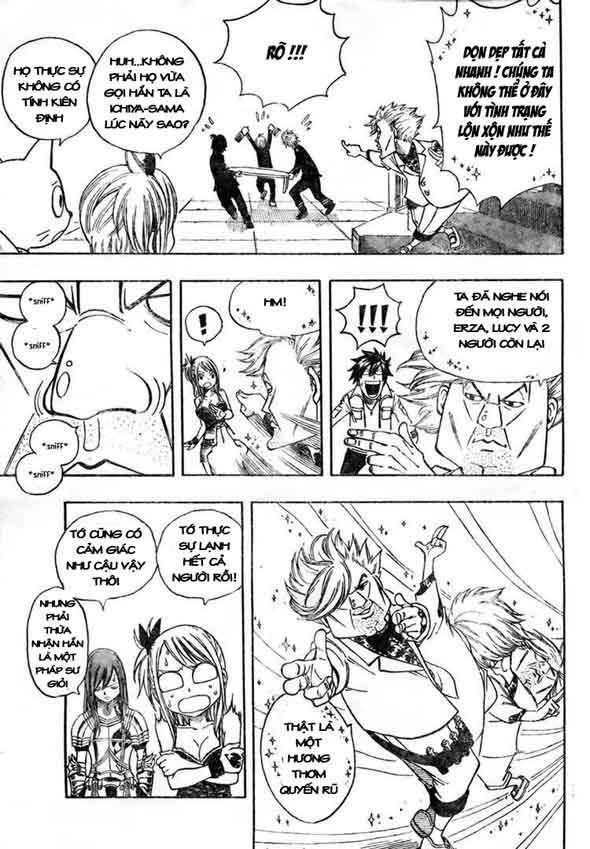 DỌN DẸP TẤT CẢ
NHANH ! CHÚNG TA
KHÔNG THỂ Ở ĐÂY
VỚI TÌNH TRẠNG
LỘN XỘN NHƯ THẾ
NÀY ĐƯỢC !
RÕ !!!
HUH...KHÔNG
PHẢI HỌ VỪA
GỌI HẮN TA LÀ
ICHIYA-SAMA
LÚC NÃY SAO?
HỌ THỰC SỰ
KHÔNG CÓ
TÍNH KIÊN
ĐỊNH
TA ĐÃ NGHE NÓI
ĐẾN MỌI NGƯỜI,
ERZA, LUCY VÀ 2
NGƯỜI CÒN LẠI
!!!
HM!
!
*sniff*
*sniff*
*sniff*
*sniff*
THẬT LÀ
MỘT
HƯƠNG
THƠM
QUYẾN RŨ
TỚ THỰC
SỰ LẠNH
HẾT CẢ
NGƯỜI RỒI!
TỚ CŨNG CÓ
CẢM GIÁC
NHƯ CẬU VẬY
THÔI
NHƯNG
PHẢI
THỪA
NHẬN HẮN
LÀ MỘT
PHÁP SƯ
GIỎI